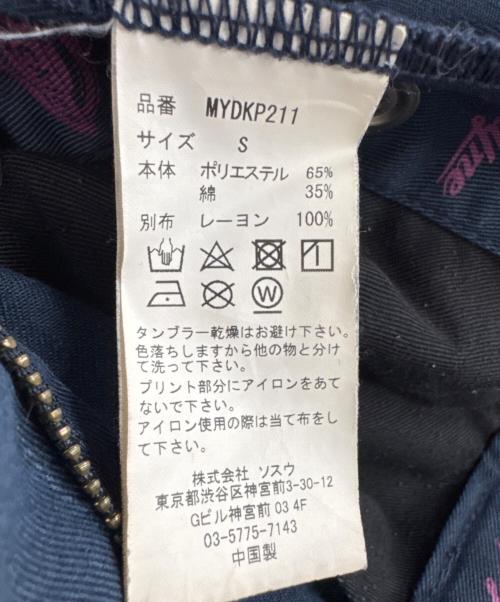 品番 MYDKP211
サイズ S
本体 ポリエステル 65%
綿 35%
別布 レーヨン 100%
W
タンブラー乾燥はお避け下さい。
色落ちしますから他の物と分け
て洗って下さい。
プリント部分にアイロンをあて
ないで下さい。
アイロン使用の際は当て布をし
て下さい。
株式会社 ソスウ
東京都渋谷区神宮前3-30-12
Gビル神宮前 03 4F
03-5775-7143
中国製